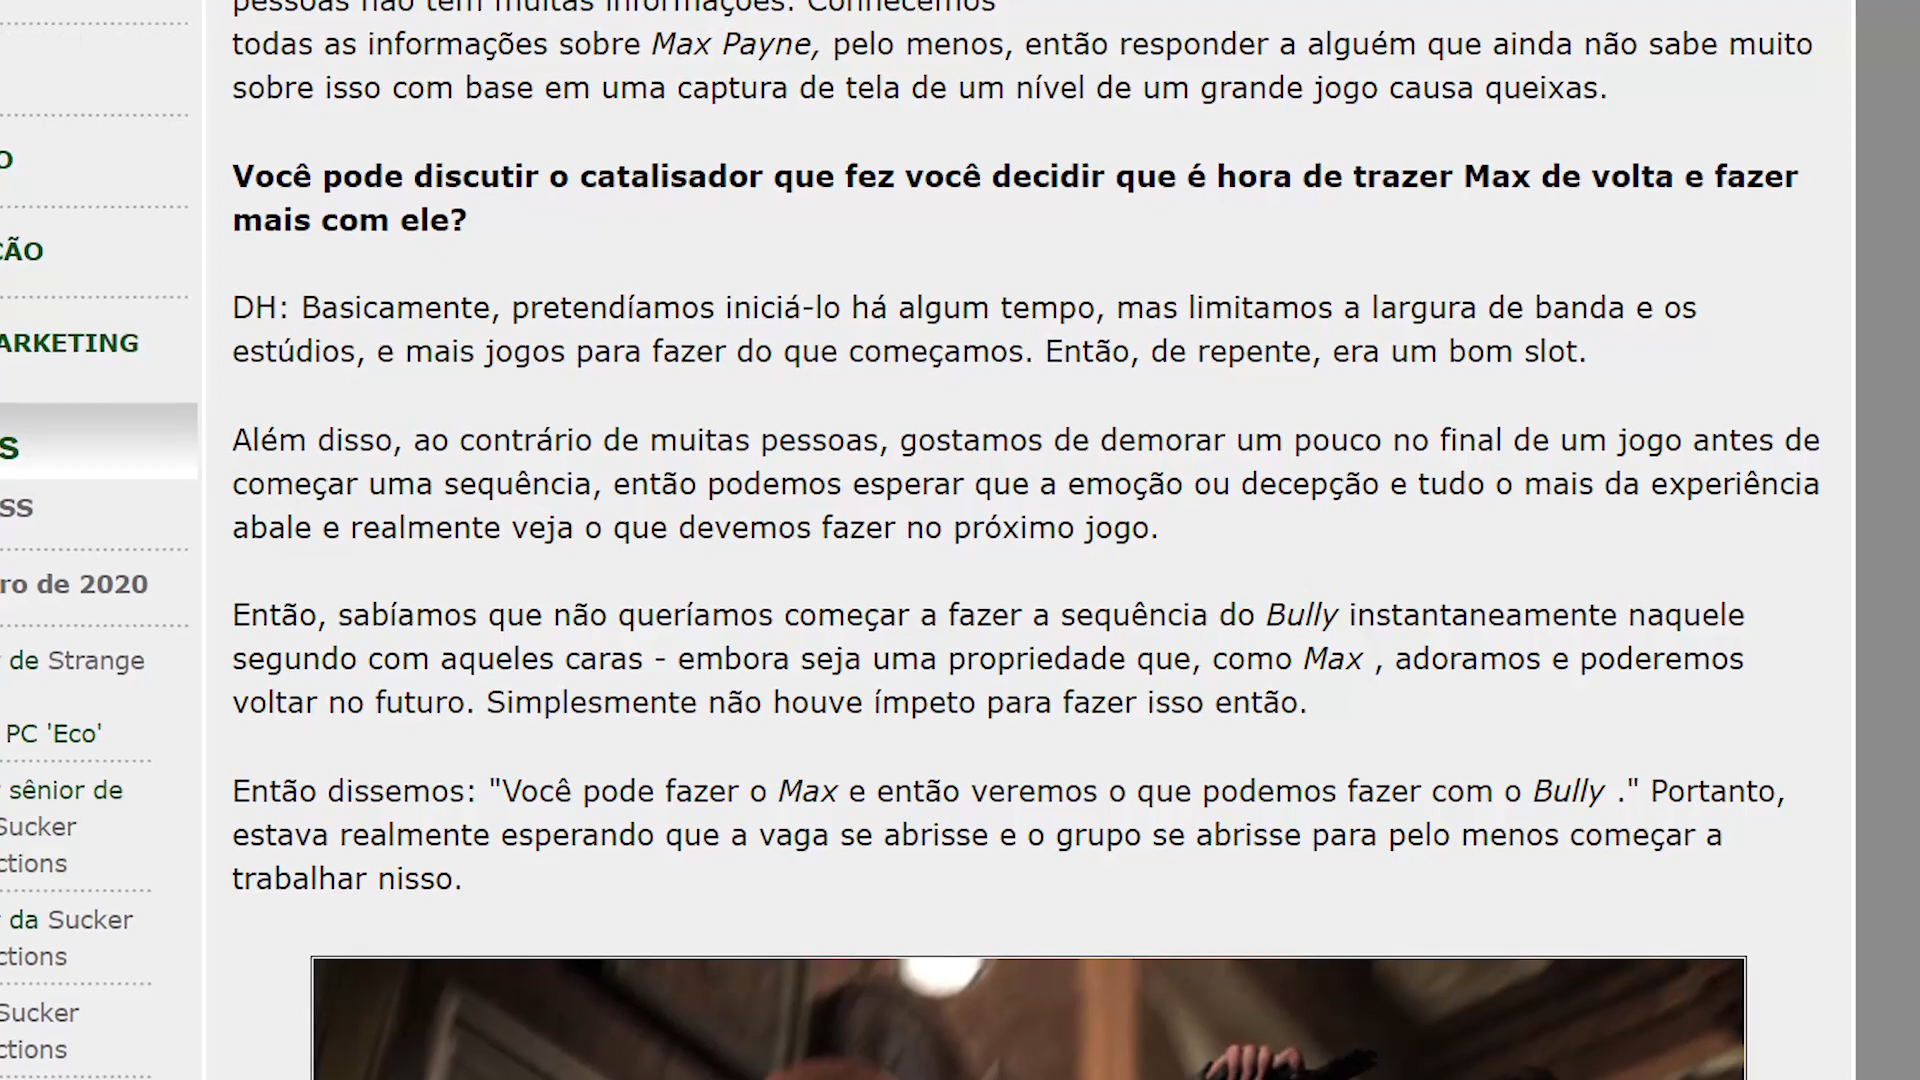 pessoas não têm muitas informações. Conhecemos
todas as informações sobre Max Payne, pelo menos, então responder a alguém que ainda não sabe muito
sobre isso com base em uma captura de tela de um nível de um grande jogo causa queixas.
Você pode discutir o catalisador que fez você decidir que é hora de trazer Max de volta e fazer
mais com ele?
DH: Basicamente, pretendíamos iniciá-lo há algum tempo, mas limitamos a largura de banda e os
estúdios, e mais jogos para fazer do que começamos. Então, de repente, era um bom slot.
Além disso, ao contrário de muitas pessoas, gostamos de demorar um pouco no final de um jogo antes de
começar uma sequência, então podemos esperar que a emoção ou decepção e tudo o mais da experiência
abale e realmente veja o que devemos fazer no próximo jogo.
Então, sabíamos que não queríamos começar a fazer a sequência do Bully instantaneamente naquele
segundo com aqueles caras - embora seja uma propriedade que, como Max , adoramos e poderemos
voltar no futuro. Simplesmente não houve ímpeto para fazer isso então.
Então dissemos: "Você pode fazer o Max e então veremos o que podemos fazer com o Bully ." Portanto,
estava realmente esperando que a vaga se abrisse e o grupo se abrisse para pelo menos começar a
trabalhar nisso.
O
ÇÃO
ARKETING
S
SS
ro de 2020
de Strange
PC 'Eco'
sênior de
Sucker
ctions
da Sucker
ctions
Sucker
ctions